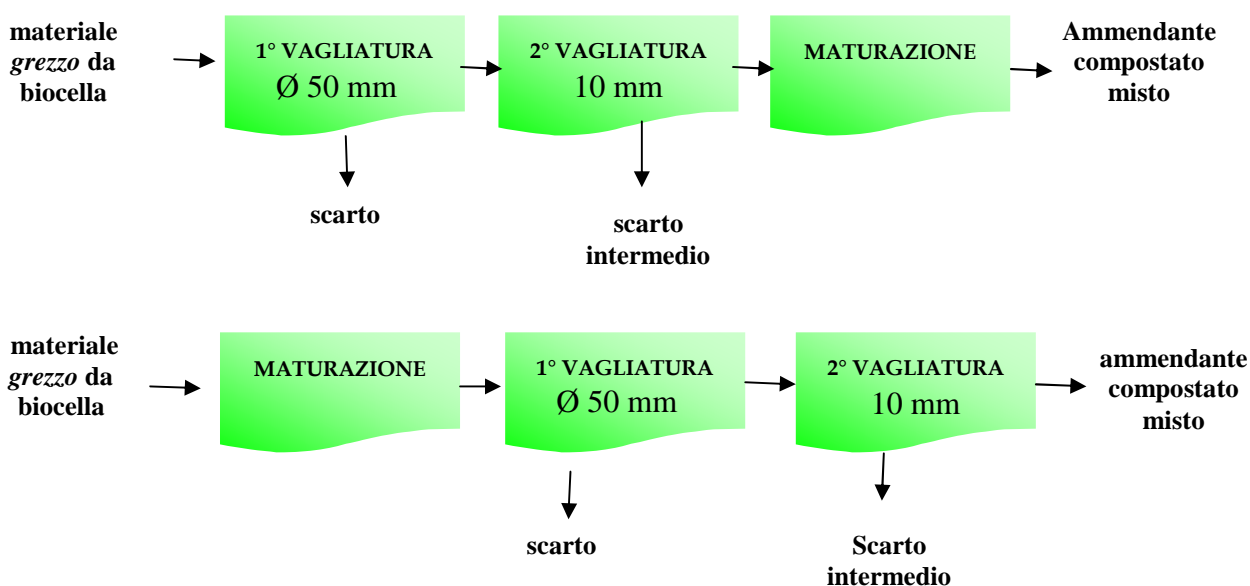 materiale
grezzo da
biocella
1° VAGLIATURA
Ø 50 mm
2° VAGLIATURA
10 mm
MATURAZIONE
Ammendante
compostato
misto
scarto
scarto
intermedio
materiale
grezzo da
biocella
MATURAZIONE
1° VAGLIATURA
Ø 50 mm
2° VAGLIATURA
10 mm
ammendante
compostato
misto
scarto
Scarto
intermedio